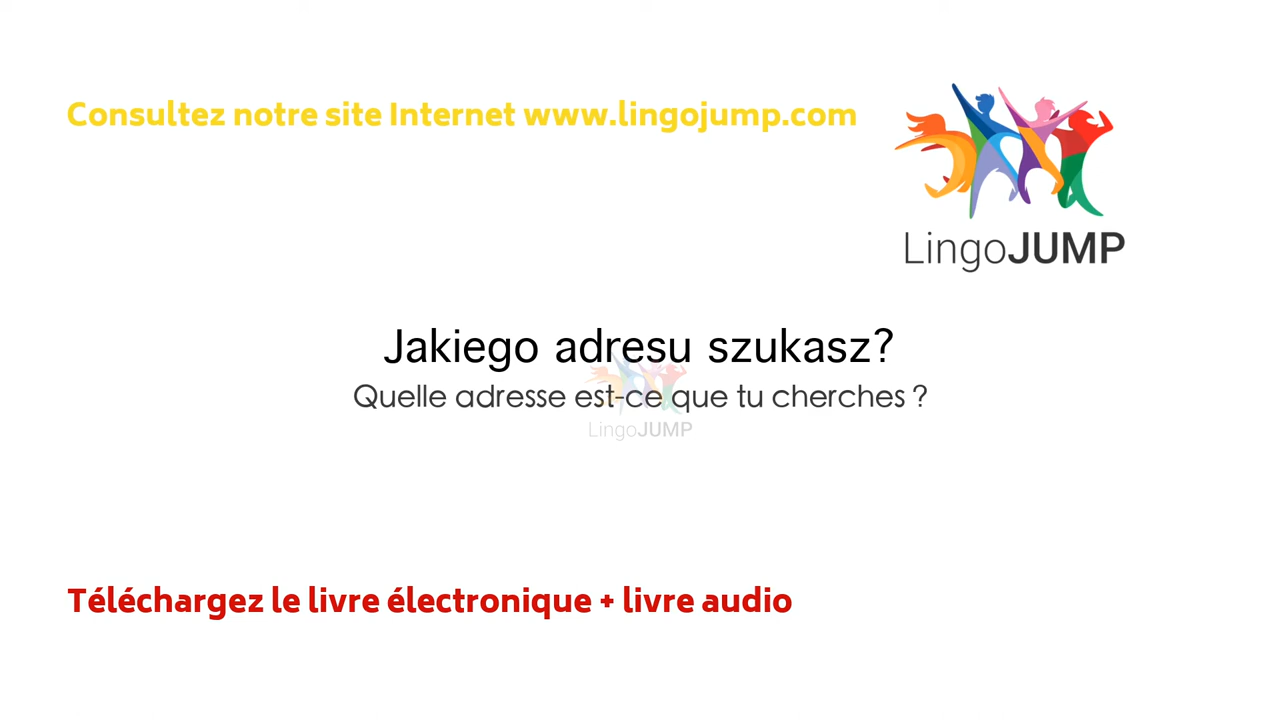 Consultez notre site Internet www.lingojump.com
LingoJUMP
Jakiego adresu szukasz?
Quelle adresse est-ce que tu cherches ?
LingoJUMP
Téléchargez le livre électronique + livre audio